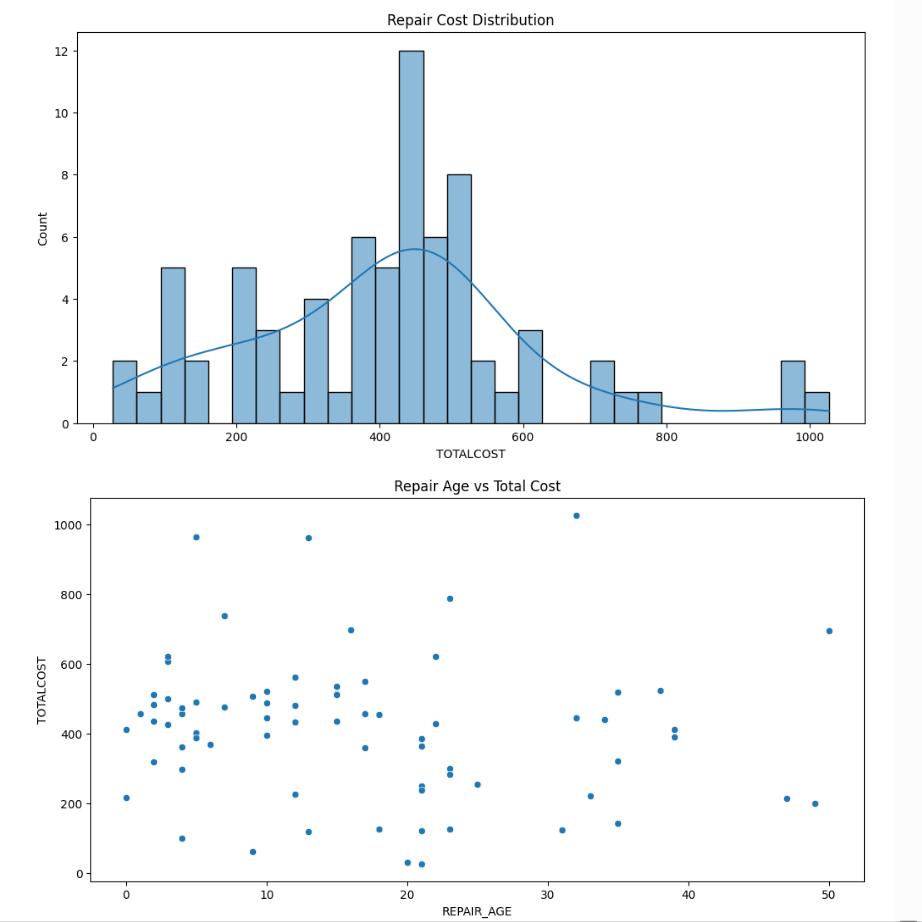 Repair Cost Distribution
12
10
8
6
4
2
0
Count
0 200 400 600 800 1000
TOTALCOST
Repair Age vs Total Cost
1000
800
600
400
200
0
TOTALCOST
0 10 20 30 40 50
REPAIR_AGE